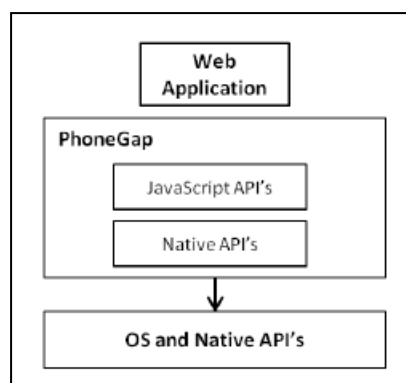 Web
Application
PhoneGap
JavaScript API's
Native API's
OS and Native API's